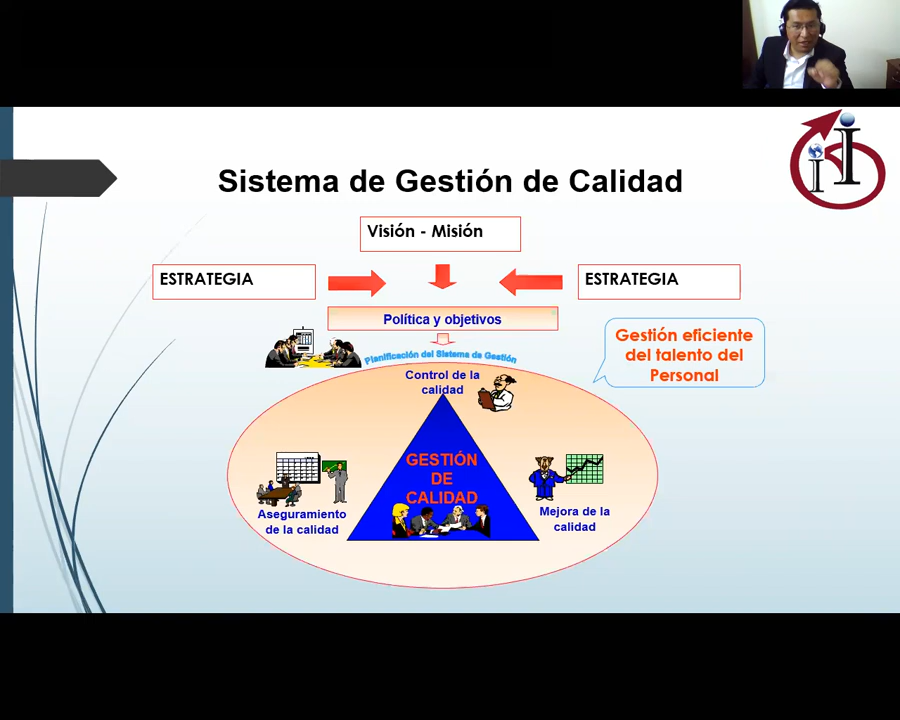 Sistema de Gestión de Calidad
Visión - Misión
ESTRATEGIA
ESTRATEGIA
Política y objetivos
Gestión eficiente
del talento del
Personal
Planificación del Sistema de Gestión
Control de la
calidad
GESTIÓN
DE
CALIDAD
Aseguramiento
de la calidad
Mejora de la
calidad